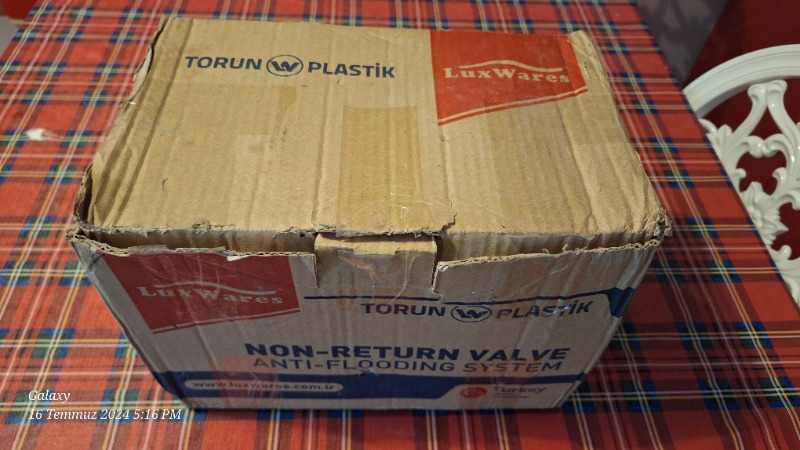 TORUN W PLASTİK
LUXWARES
LUXWARES
TORUN W PLASTİK
NON-RETURN VALVE
ANTI-FLOODING SYSTEM
www.luxwares.com.tr
Turkey
Galaxy
16 Temmuz 2024 5:16 PM